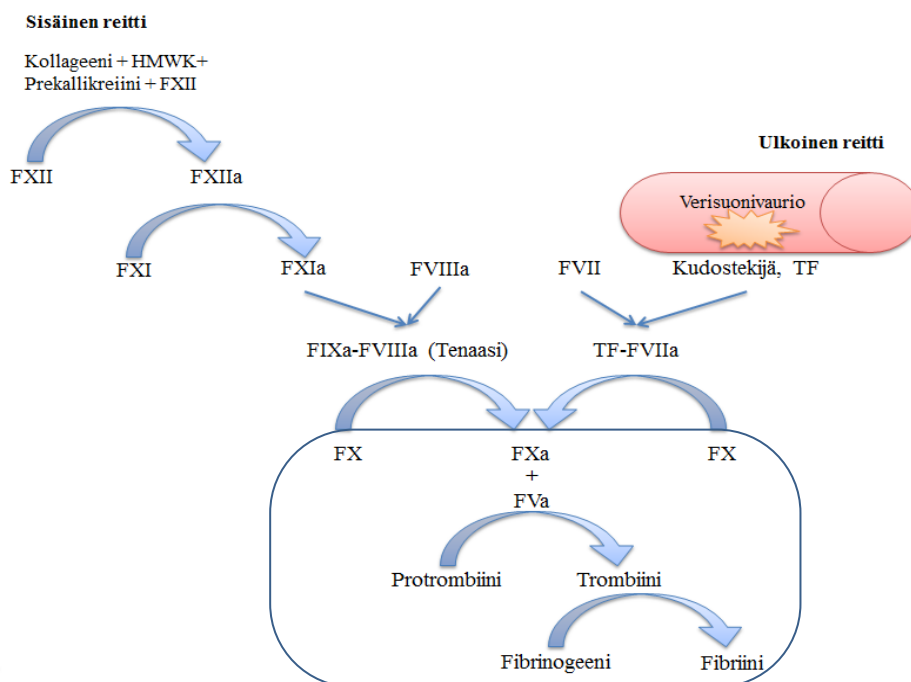 Sisäinen reitti
Kollageeni + HMWK+
Prekallikreiini + FXII
FXII
FXIIa
Ulkoinen reitti
Verisuonivaurio
FXI
FXIa
FVIIIa
FVII
Kudostekijä, TF
FIXa-FVIIIa (Tenaasi)
TF-FVIIa
FX
FXa
FX
+
FVa
Protrombiini
Trombiini
Fibrinogeeni
Fibriini